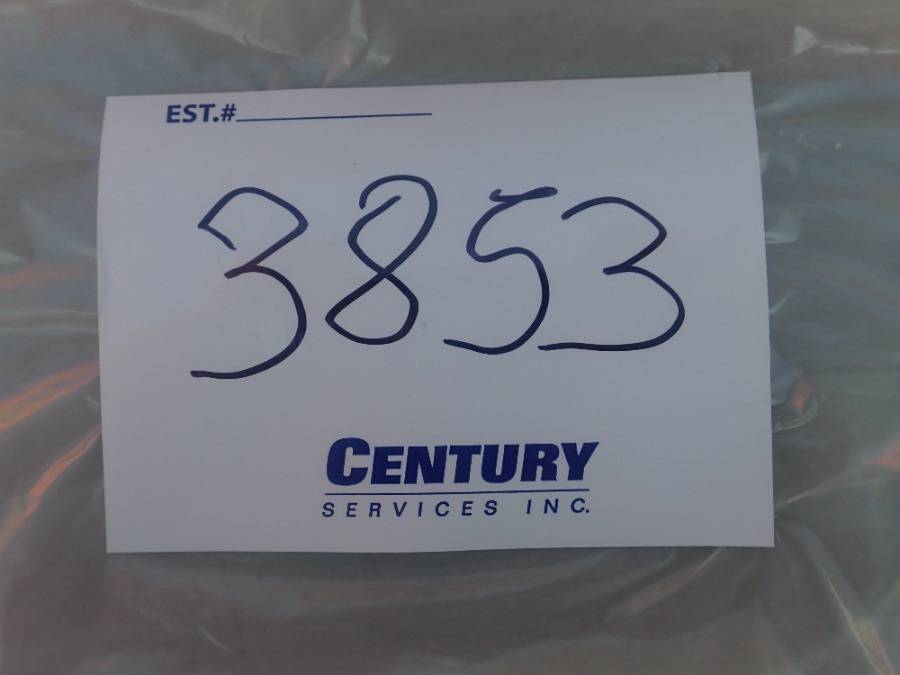 EST.#
3853
CENTURY
SERVICES INC.